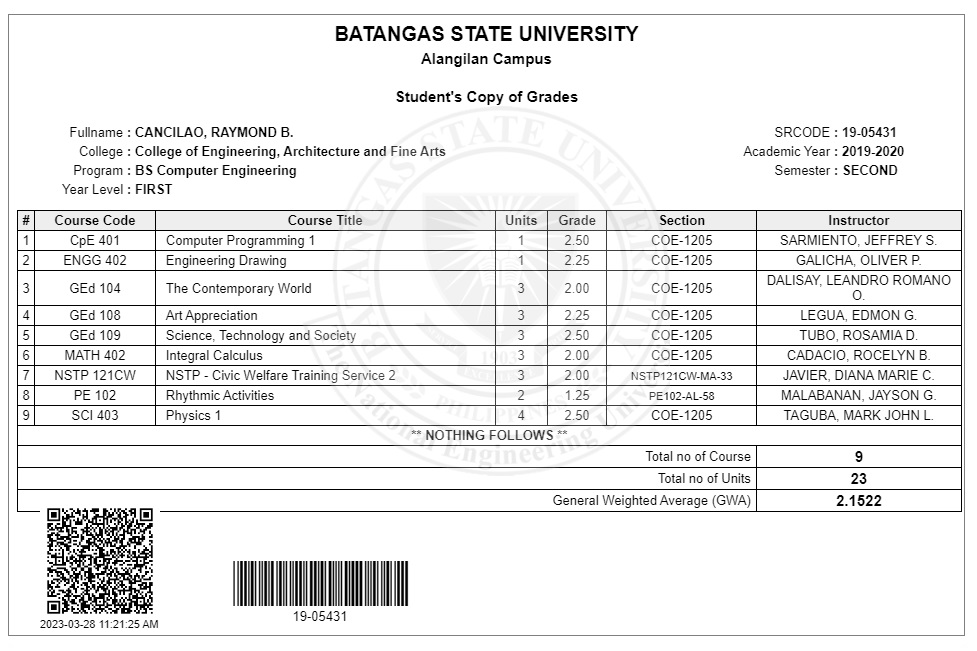 BATANGAS STATE UNIVERSITY
Alangilan Campus
Student's Copy of Grades
Fullname : CANCILAO, RAYMOND B. SRCODE : 19-05431
College : College of Engineering, Architecture and Fine Arts Academic Year : 2019-2020
Program : BS Computer Engineering Semester : SECOND
Year Level : FIRST
# Course Code Course Title Units Grade Section Instructor
1 CpE 401 Computer Programming 1 1 2.50 COE-1205 SARMIENTO, JEFFREY S.
2 ENGG 402 Engineering Drawing 1 2.25 COE-1205 GALICHA, OLIVER P.
3 GEd 104 The Contemporary World 3 2.00 COE-1205 DALISAY, LEANDRO ROMANO
O.
4 GEd 108 Art Appreciation 3 2.25 COE-1205 LEGUA, EDMON G.
5 GEd 109 Science, Technology and Society 3 2.50 COE-1205 TUBO, ROSAMIA D.
6 MATH 402 Integral Calculus 3 2.00 COE-1205 CADACIO, ROCELYN B.
7 NSTP 121CW NSTP - Civic Welfare Training Service 2 3 2.00 NSTP121CW-MA-33 JAVIER, DIANA MARIE C.
8 PE 102 Rhythmic Activities 2 1.25 PE102-AL-58 MALABANAN, JAYSON G.
9 SCI 403 Physics 1 4 2.50 COE-1205 TAGUBA, MARK JOHN L.
** NOTHING FOLLOWS **
Total no of Course 9
Total no of Units 23
General Weighted Average (GWA) 2.1522
2023-03-28 11:21:25 AM
19-05431
BATANGAS STATE UNIVERSITY
1903
PHILIPPINES
National Engineering